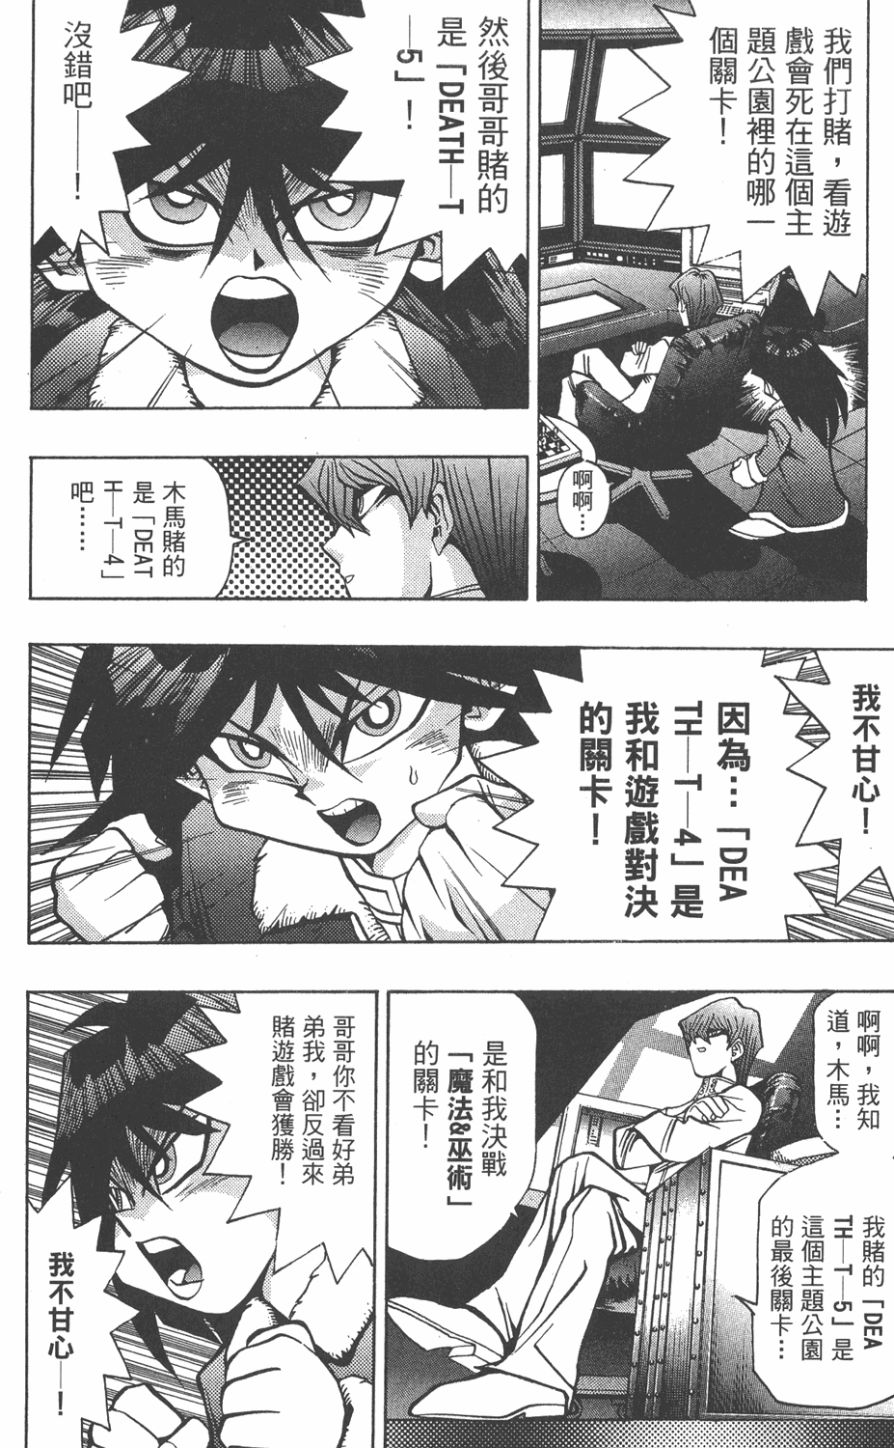 我們打賭，看遊
戲會死在這個主
題公園裡的哪一
個關卡！
啊啊…
然後哥哥賭的
是「DEATH—T
—5」！
沒錯吧——！
木馬賭的
是「DEAT
H—T—4」
吧……
我不甘心！
因為…「DEA
TH—T—4」是
我和遊戲對決
的關卡！
啊啊，我知
道，木馬…
我賭的「DEA
TH—T—5」是
這個主題公園
的最後關卡…
是和我決戰
「魔法&巫術」
的關卡！
哥哥你不看好弟
弟我，卻反過來
賭遊戲會獲勝！
我不甘心—！